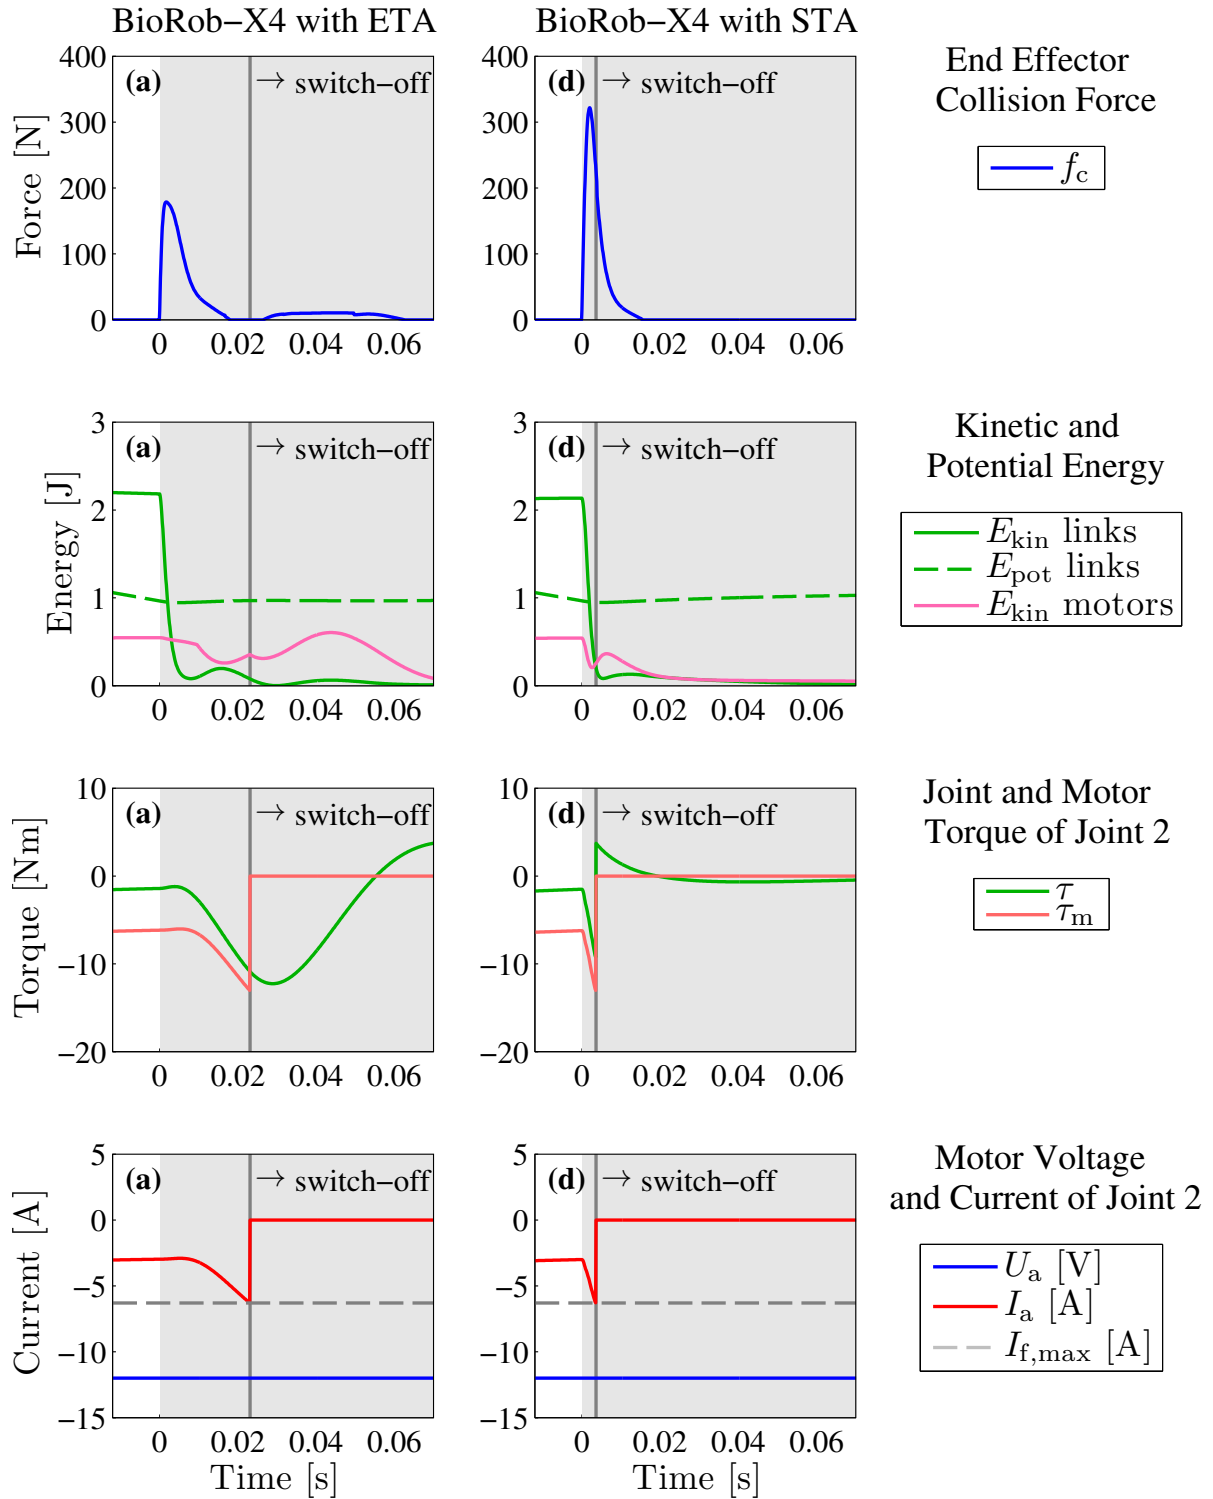 BioRob−X4 with ETA
BioRob−X4 with STA
400
300
200
100
0
Force [N]
(a)
→ switch−off
0
0.02
0.04
0.06
400
300
200
100
0
(d)
→ switch−off
0
0.02
0.04
0.06
End Effector
Collision Force
f_c
3
2
1
0
Energy [J]
(a)
→ switch−off
0
0.02
0.04
0.06
3
2
1
0
(d)
→ switch−off
0
0.02
0.04
0.06
Kinetic and
Potential Energy
E_kin links
E_pot links
E_kin motors
10
0
−10
−20
Torque [Nm]
(a)
→ switch−off
0
0.02
0.04
0.06
10
0
−10
−20
(d)
→ switch−off
0
0.02
0.04
0.06
Joint and Motor
Torque of Joint 2
τ
τ_m
5
0
−5
−10
−15
Current [A]
(a)
→ switch−off
0
0.02
0.04
0.06
Time [s]
5
0
−5
−10
−15
(d)
→ switch−off
0
0.02
0.04
0.06
Time [s]
Motor Voltage
and Current of Joint 2
U_a [V]
I_a [A]
I_f,max [A]